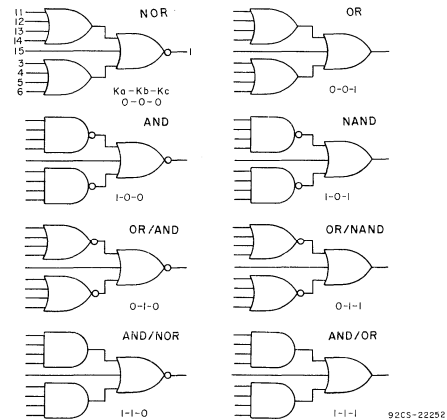 NOR
11
12
13
14
15
1
3
4
5
6
Ka-Kb-Kc
0-0-0
OR
0-0-1
AND
1-0-0
NAND
1-0-1
OR/AND
0-1-0
OR/NAND
0-1-1
AND/NOR
1-1-0
AND/OR
1-1-1
92CS-22252